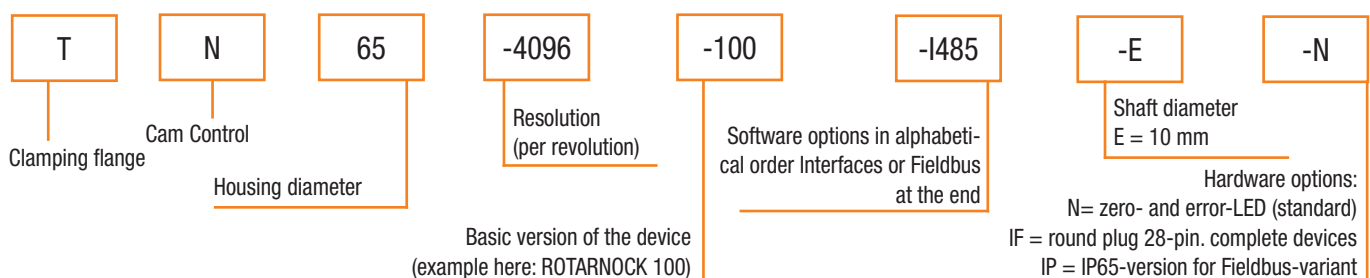 T N 65 -4096 -100 -I485 -E -N
Clamping flange
Cam Control
Housing diameter
Resolution
(per revolution)
Basic version of the device
(example here: ROTARNOCK 100)
Software options in alphabeti-
cal order Interfaces or Fieldbus
at the end
Shaft diameter
E = 10 mm
Hardware options:
N= zero- and error-LED (standard)
IF = round plug 28-pin. complete devices
IP = IP65-version for Fieldbus-variant